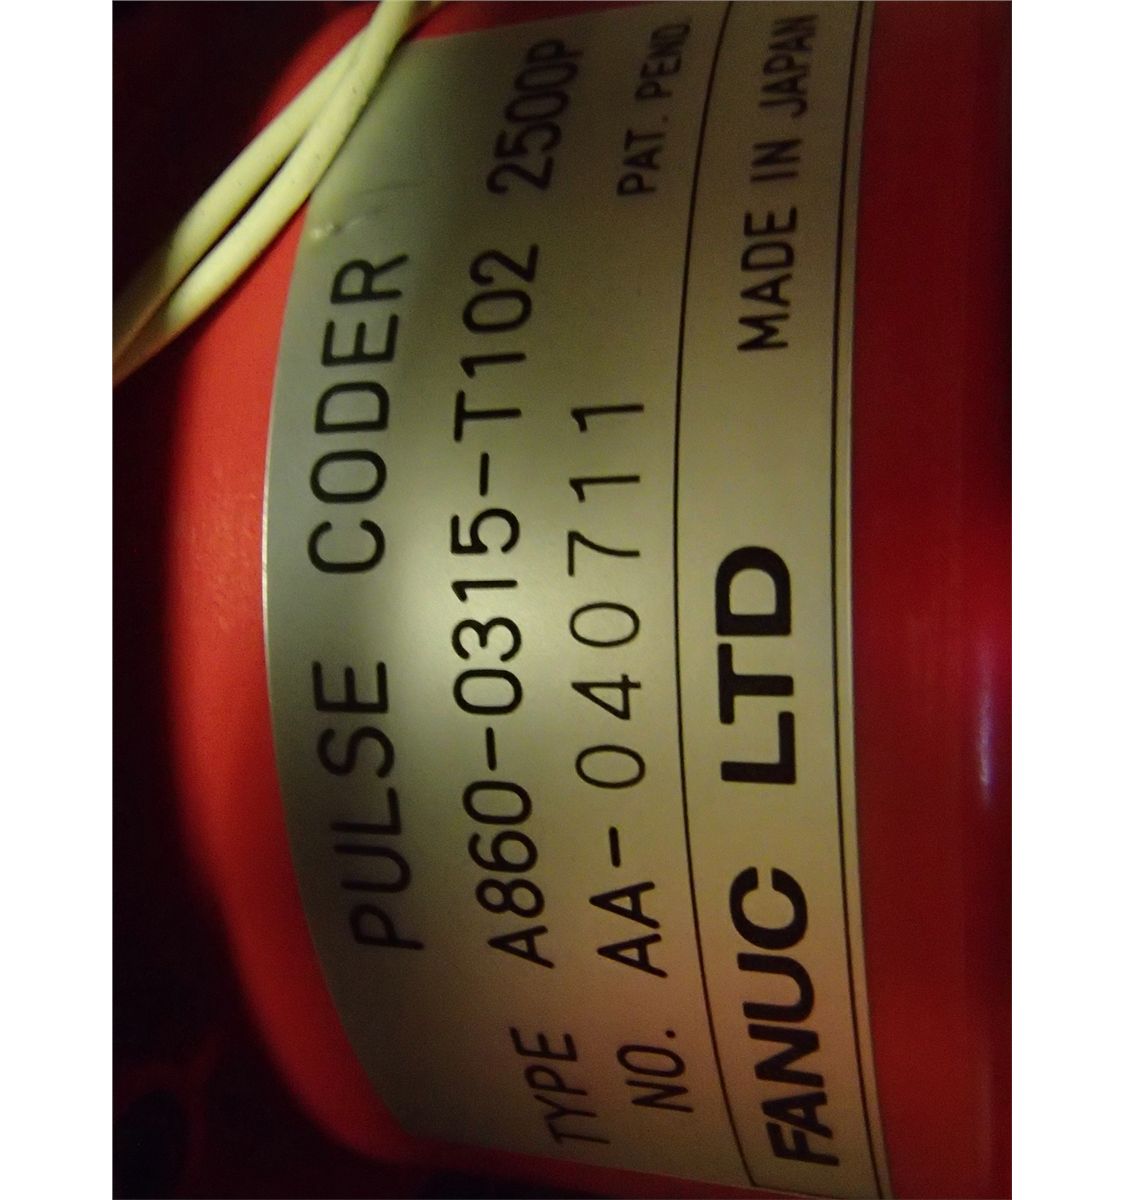 PULSE CODER
TYPE A860-0315-T102 2500P
NO. AA-040711 PAT. PEND
FANUC LTD MADE IN JAPAN